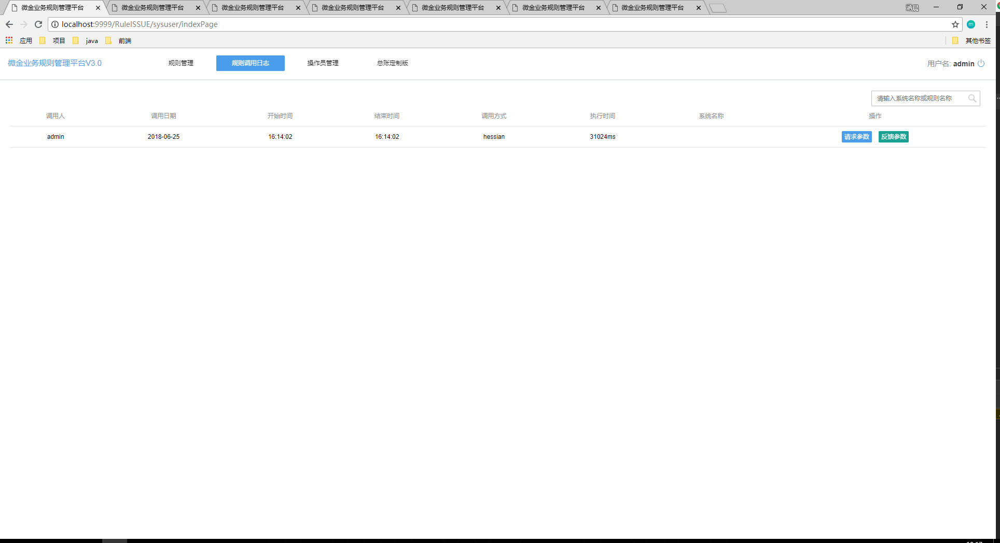 微金业务规则管理平台 微金业务规则管理平台 微金业务规则管理平台 微金业务规则管理平台 微金业务规则管理平台 微金业务规则管理平台 微金业务规则管理平台 涵晨
localhost:9999/RuleISSUE/sysuser/indexPage m
应用 项目 java 前端 其他书签
微金业务规则管理平台V3.0 规则管理 规则调用日志 操作员管理 总账定制版 用户名: admin
请输入系统名称或规则名称
调用人 调用日期 开始时间 结束时间 调用方式 执行时间 系统名称 操作
admin 2018-06-25 16:14:02 16:14:02 hessian 31024ms 请求参数 反馈参数